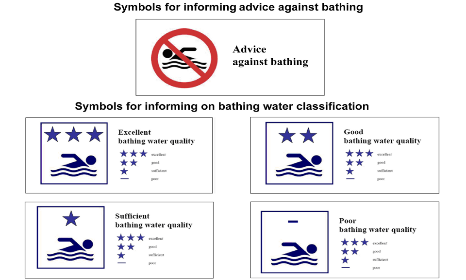 Symbols for informing advice against bathing
Advice
against bathing
Symbols for informing on bathing water classification
Excellent
bathing water quality
excellent
good
sufficient
poor
Good
bathing water quality
excellent
good
sufficient
poor
Sufficient
bathing water quality
excellent
good
sufficient
poor
Poor
bathing water quality
excellent
good
sufficient
poor